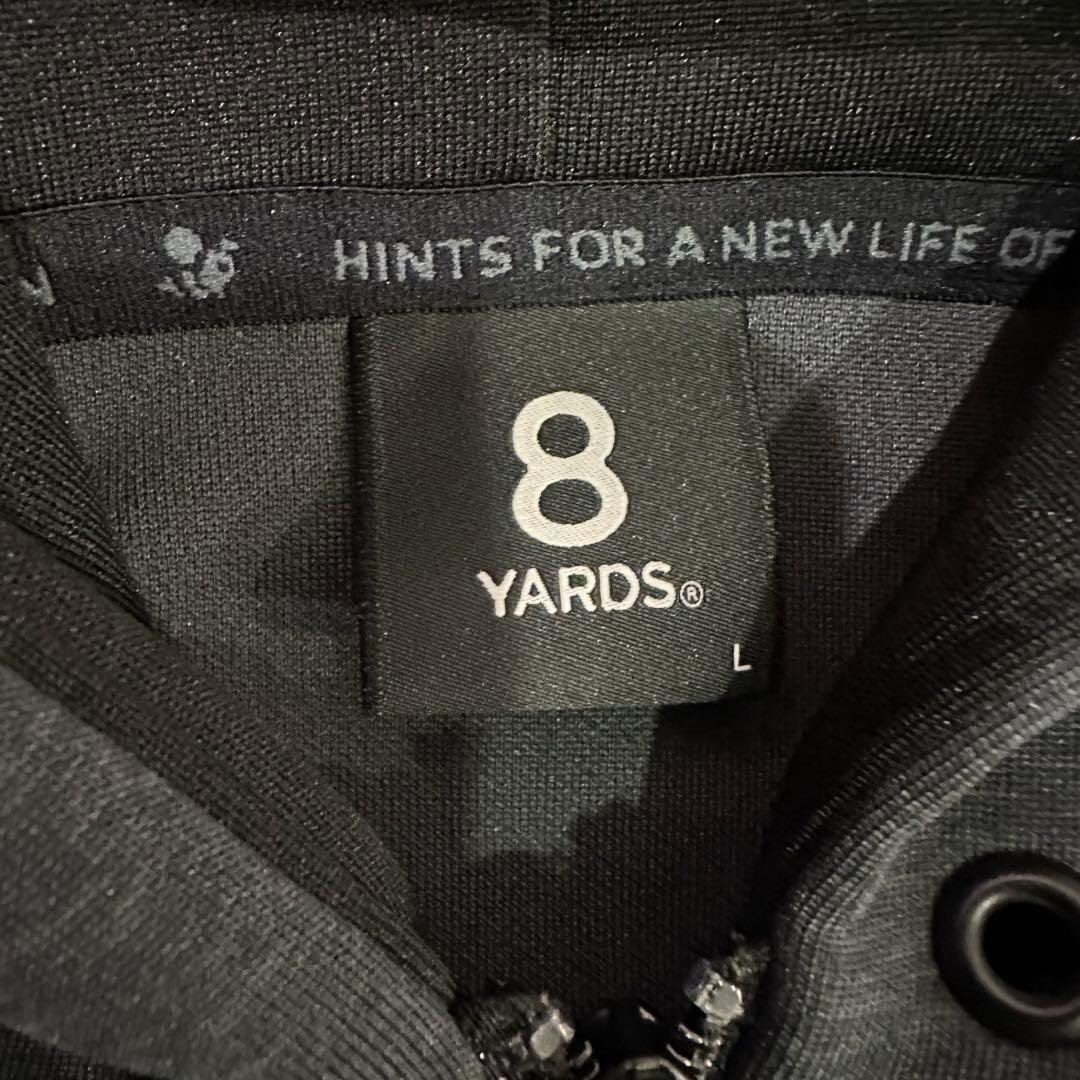 HINTS FOR A NEW LIFE OF
8
YARDS®
L